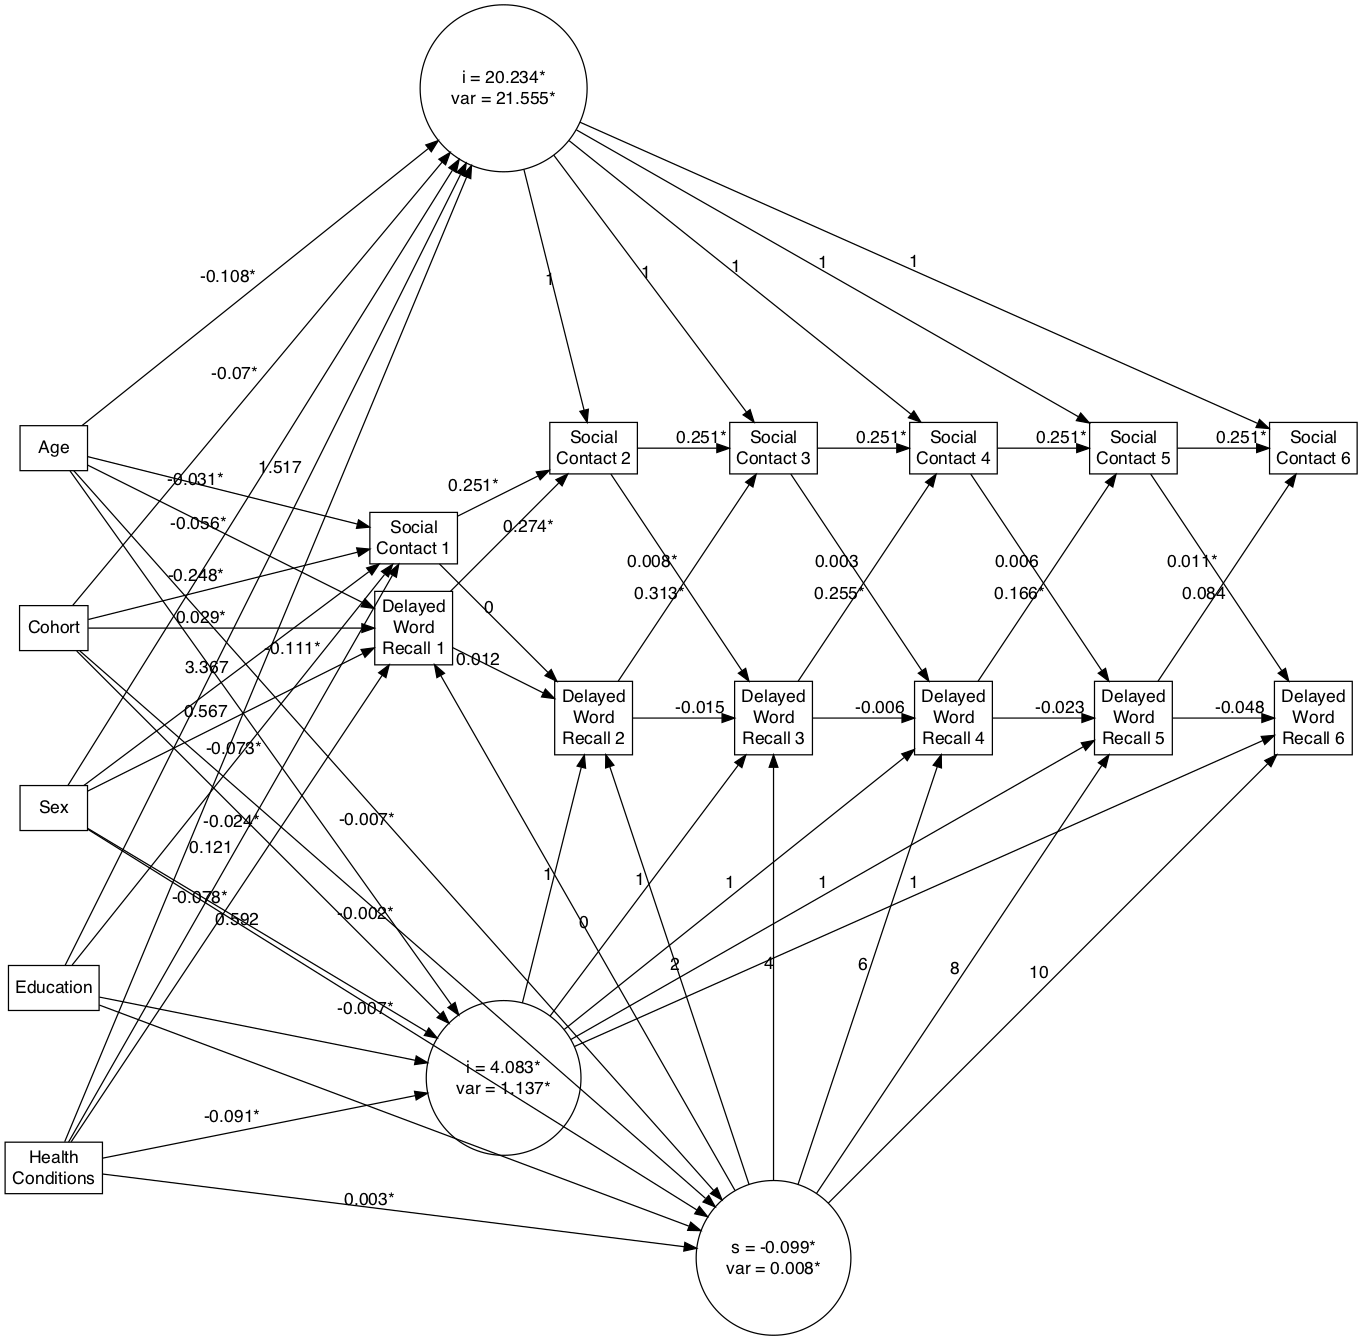 i = 20.234*
var = 21.555*
1
1
1
1
1
-0.108*
-0.07*
Age
Social
Contact 2
Social
Contact 3
Social
Contact 4
Social
Contact 5
Social
Contact 6
0.251*
0.251*
0.251*
0.251*
-0.031*
1.517
0.251*
-0.056*
0.274*
Social
Contact 1
-0.248*
0.008*
0.003
0.006
0.011*
0.313*
0.255*
0.166*
0.084
Cohort
0.029*
Delayed
Word
Recall 1
0
-0.111*
3.367
0.012
0.567
Delayed
Word
Recall 2
-0.015
Delayed
Word
Recall 3
-0.006
Delayed
Word
Recall 4
-0.023
Delayed
Word
Recall 5
-0.048
Delayed
Word
Recall 6
-0.073*
Sex
-0.024*
-0.007*
0.121
-0.078*
0.592
-0.002*
1
1
1
1
1
0
2
4
6
8
10
Education
-0.007*
i = 4.083*
var = 1.137*
-0.091*
Health
Conditions
0.003*
s = -0.099*
var = 0.008*